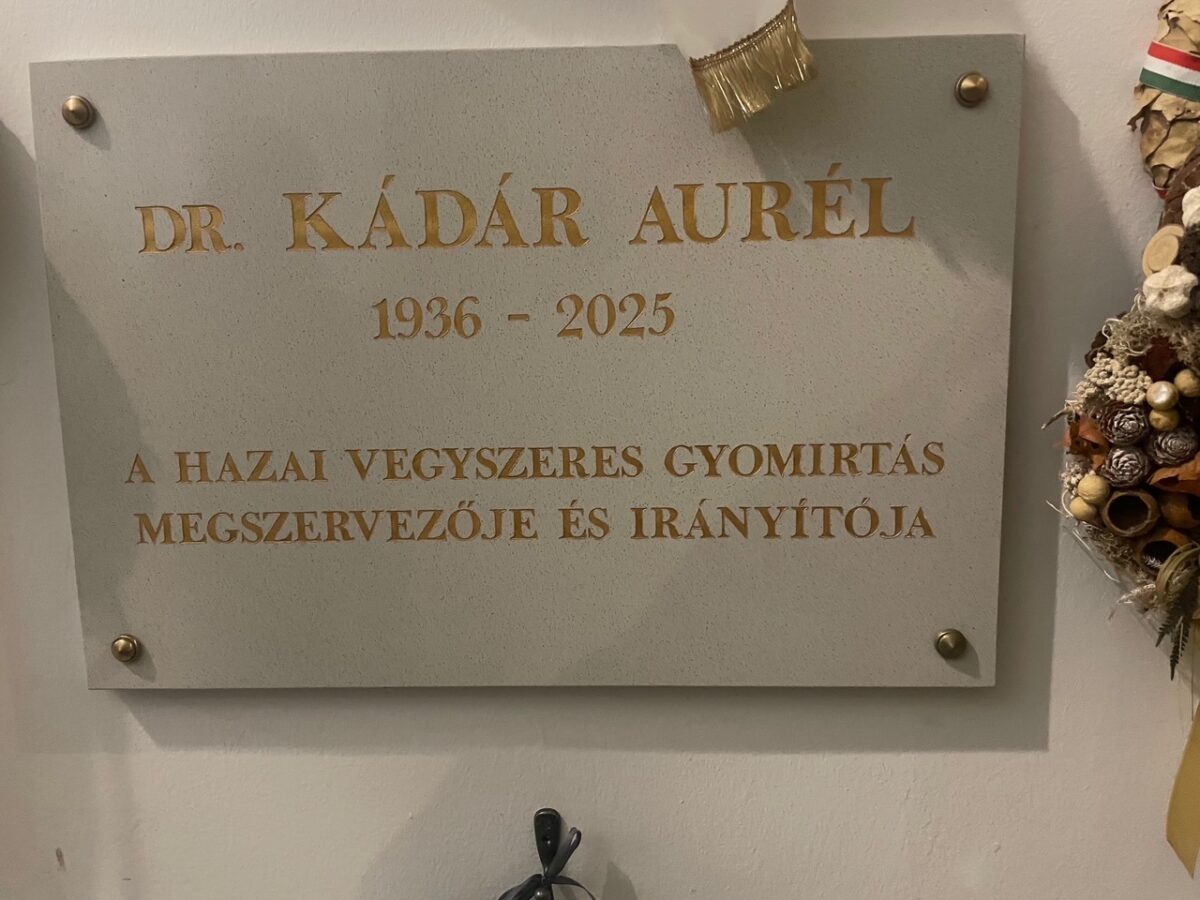 DR. KÁDÁR AURÉL
1936 - 2025
A HAZAI VEGYSZERES GYOMIRTÁS
MEGSZERVEZŐJE ÉS IRÁNYÍTÓJA